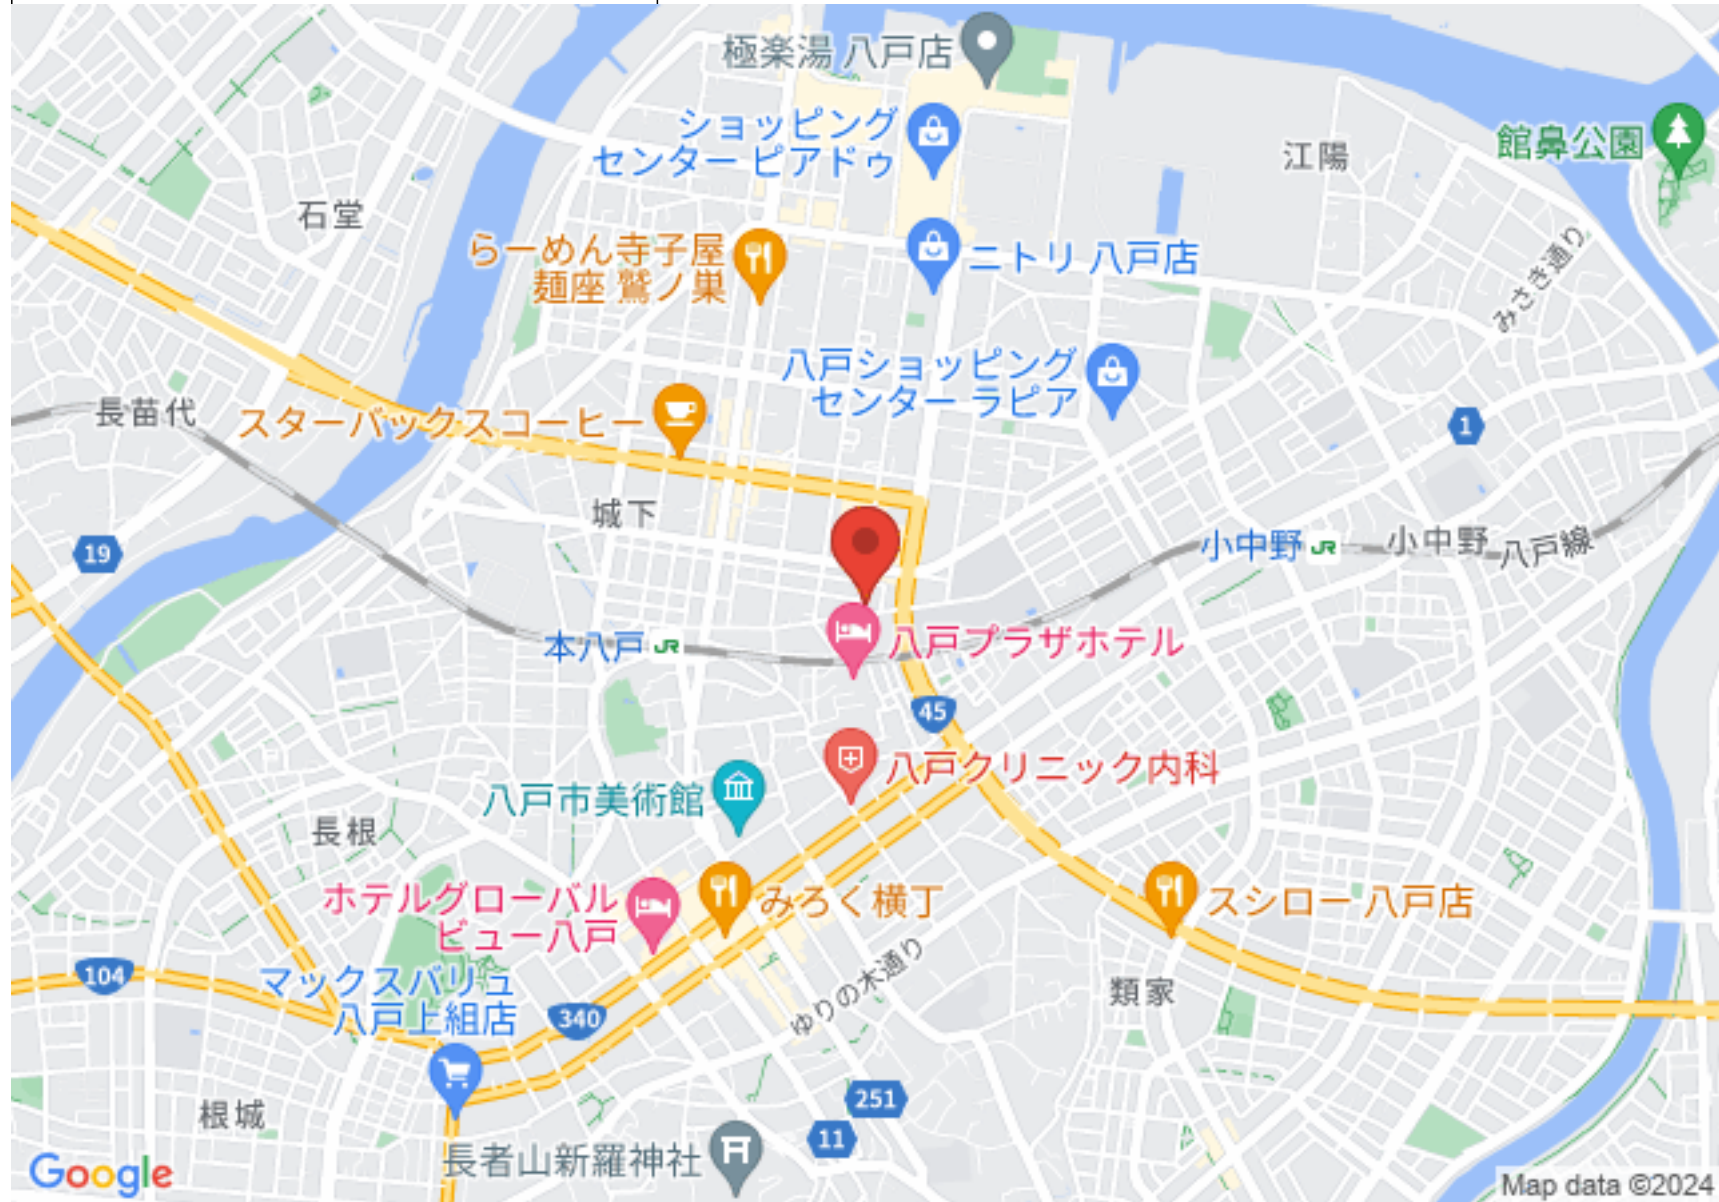 極楽湯 八戸店
ショッピング
センター ピアドゥ
館鼻公園
江陽
石堂
らーめん寺子屋
麺座 鷲ノ巣
ニトリ 八戸店
みさき通り
八戸ショッピング
センター ラピア
長苗代
スターバックスコーヒー
1
城下
19
小中野 JR
小中野
八戸線
本八戸 JR
八戸プラザホテル
45
八戸クリニック内科
八戸市美術館
長根
ホテルグローバル
ビュー八戸
みろく横丁
スシロー 八戸店
104
マックスバリュ
八戸上組店
340
ゆりの木通り
類家
根城
251
11
長者山新羅神社
Google
Map data ©2024